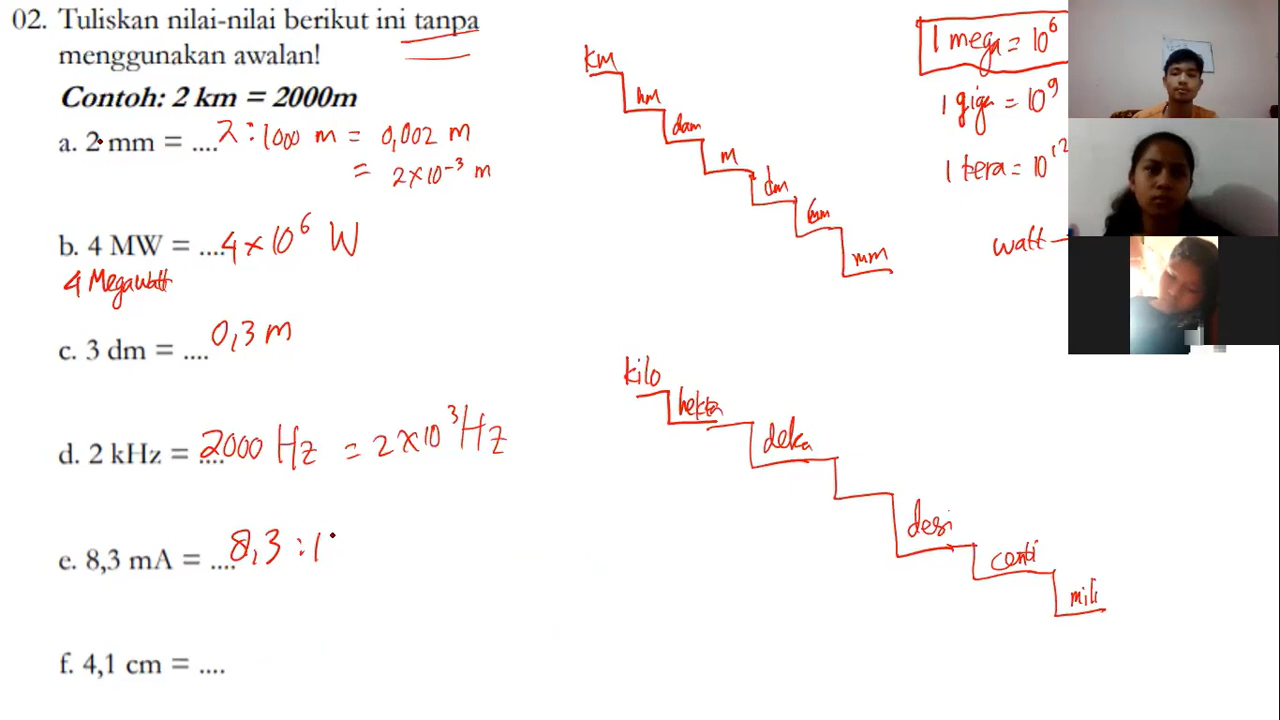 02. Tuliskan nilai-nilai berikut ini tanpa
menggunakan awalan!
Contoh: 2 km = 2000m
a. 2 mm = .... 2 : 1000 m = 0,002 m
= 2 × 10⁻³ m
b. 4 MW = .... 4 × 10⁶ W
4 Megawatt
c. 3 dm = .... 0,3 m
d. 2 kHz = .... 2000 Hz = 2 × 10³ Hz
e. 8,3 mA = .... 8,3 : 1
f. 4,1 cm = ....
km
hm
dam
m
dm
mm
1 mega = 10⁶
1 giga = 10⁹
1 tera = 10¹²
watt →
kilo
hekto
deka
desi
centi
mili